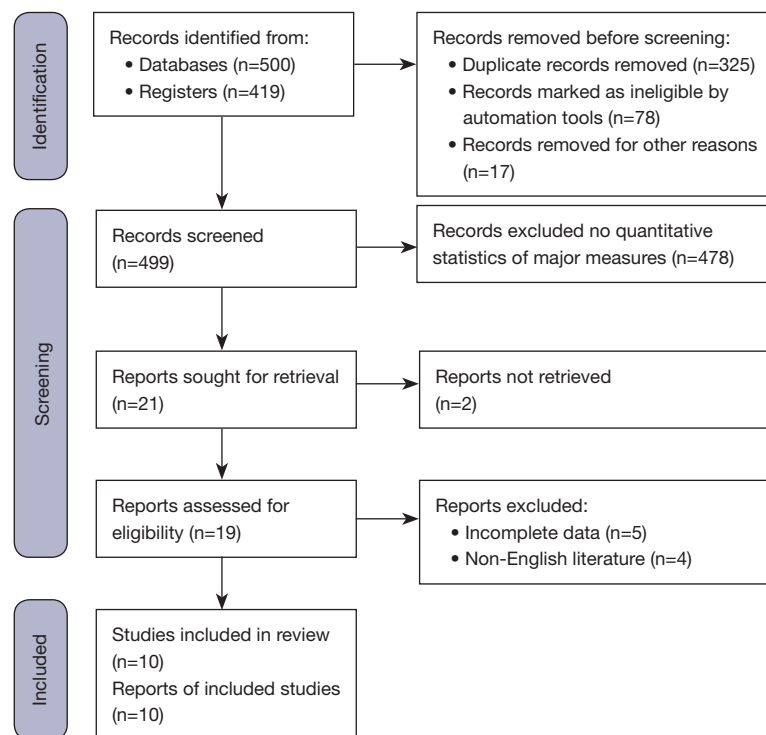 Identification
Records identified from:
• Databases (n=500)
• Registers (n=419)
Records removed before screening:
• Duplicate records removed (n=325)
• Records marked as ineligible by
automation tools (n=78)
• Records removed for other reasons
(n=17)
Screening
Records screened
(n=499)
Records excluded no quantitative
statistics of major measures (n=478)
Reports sought for retrieval
(n=21)
Reports not retrieved
(n=2)
Reports assessed for
eligibility (n=19)
Reports excluded:
• Incomplete data (n=5)
• Non-English literature (n=4)
Included
Studies included in review
(n=10)
Reports of included studies
(n=10)